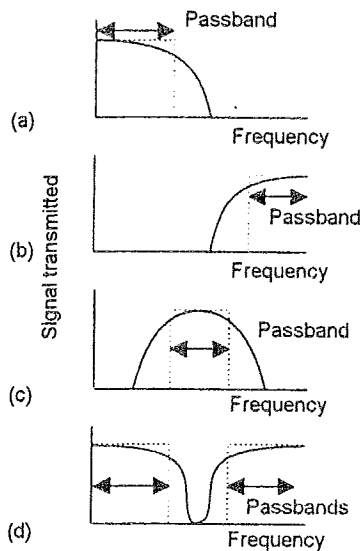 Passband
(a)
Frequency
Signal transmitted
Passband
(b)
Frequency
Passband
(c)
Frequency
Passbands
(d)
Frequency